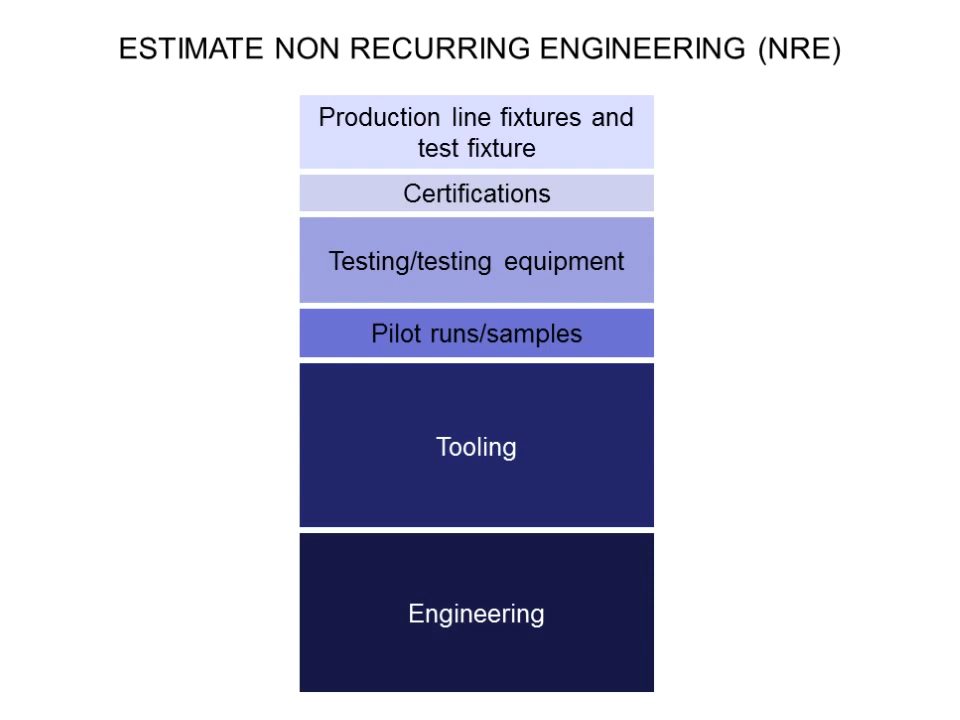 ESTIMATE NON RECURRING ENGINEERING (NRE)
Production line fixtures and
test fixture
Certifications
Testing/testing equipment
Pilot runs/samples
Tooling
Engineering